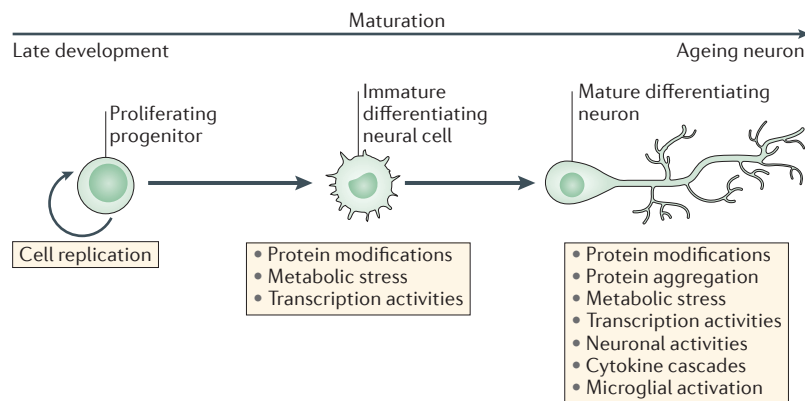 Maturation
Late development
Ageing neuron
Proliferating
progenitor
Immature
differentiating
neural cell
Mature differentiating
neuron
Cell replication
• Protein modifications
• Metabolic stress
• Transcription activities
• Protein modifications
• Protein aggregation
• Metabolic stress
• Transcription activities
• Neuronal activities
• Cytokine cascades
• Microglial activation